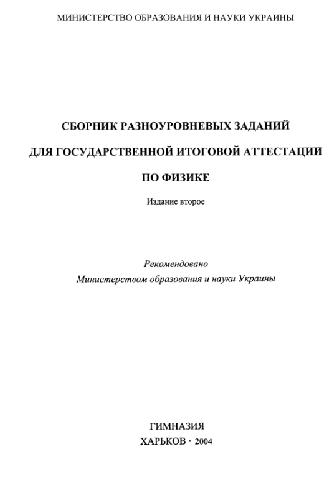 МИНИСТЕРСТВО ОБРАЗОВАНИЯ И НАУКИ УКРАИНЫ
СБОРНИК РАЗНОУРОВНЕВЫХ ЗАДАНИЙ
ДЛЯ ГОСУДАРСТВЕННОЙ ИТОГОВОЙ АТТЕСТАЦИИ
ПО ФИЗИКЕ
Издание второе
Рекомендовано
Министерством образования и науки Украины
ГИМНАЗИЯ
ХАРЬКОВ · 2004